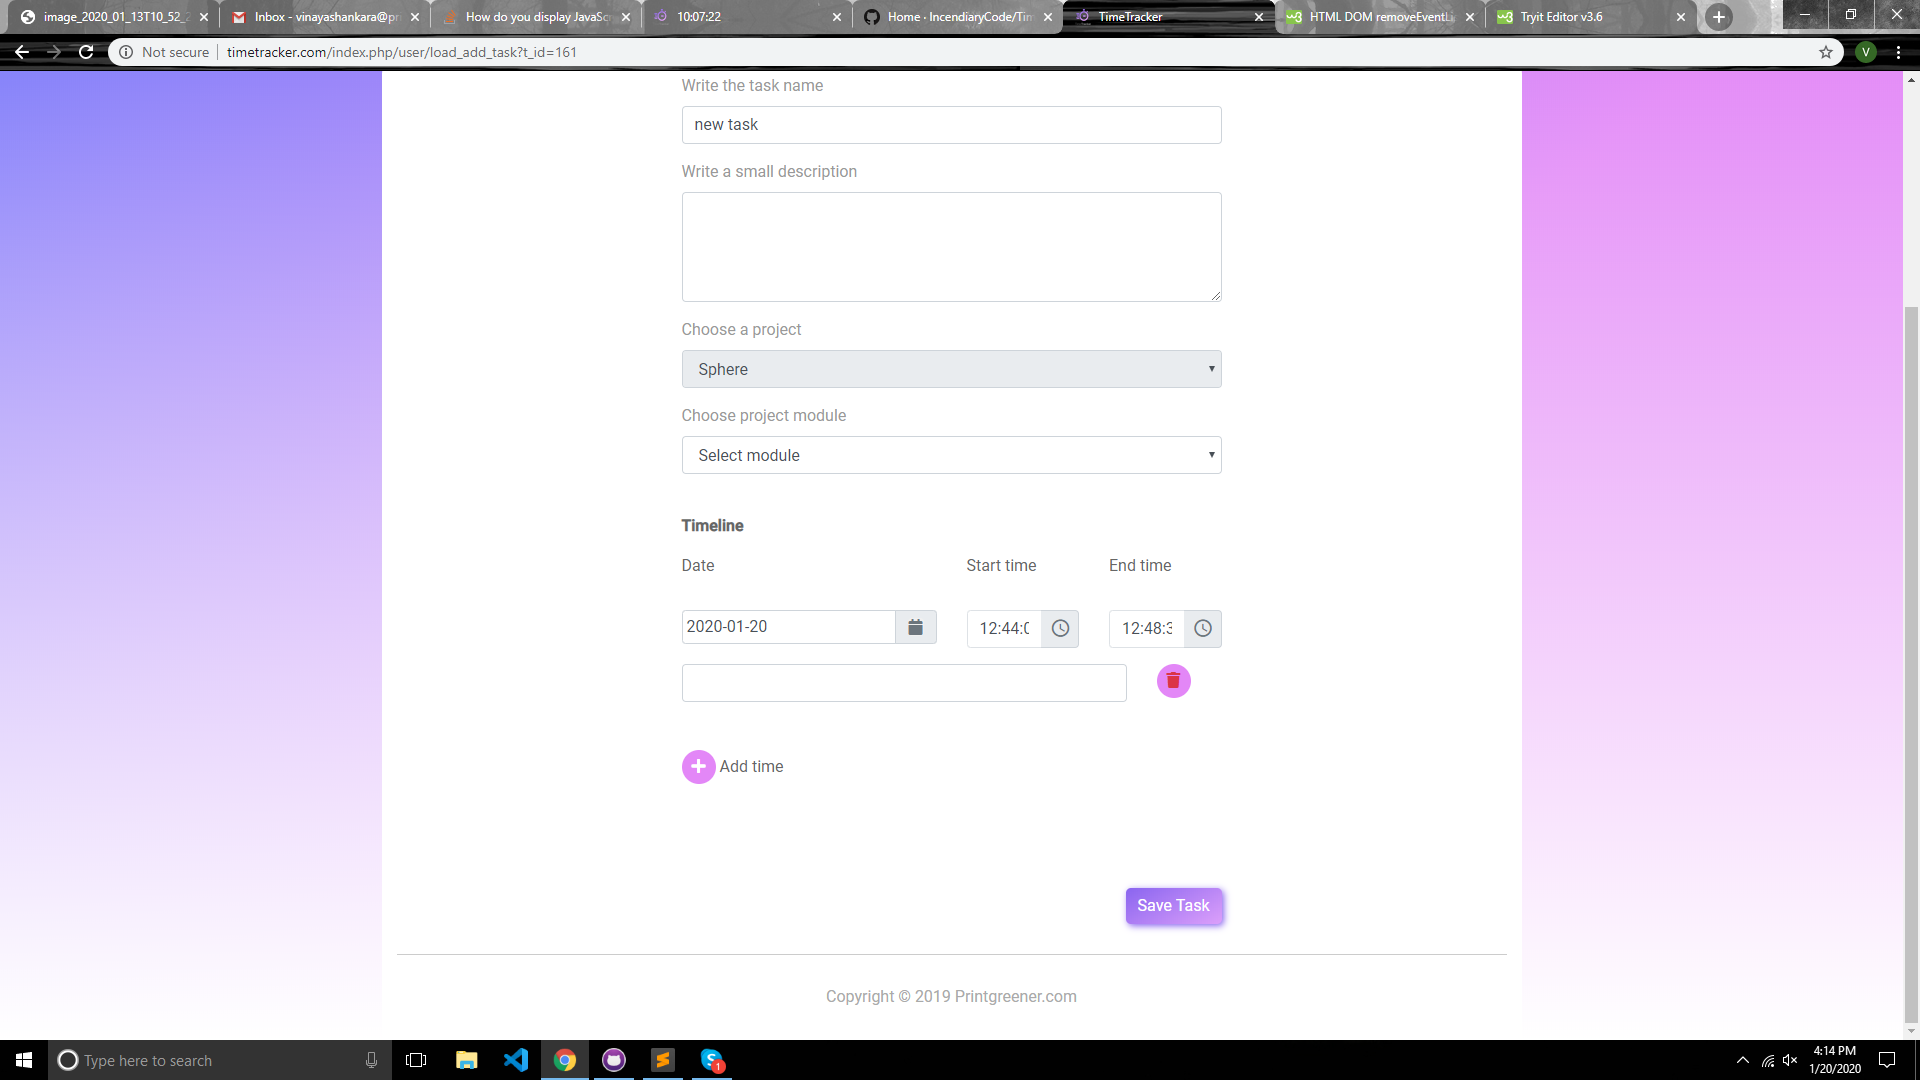 image_2020_01_13T10_52_2
Inbox - vinayashankara@pr
How do you display JavaScr
10:07:22
Home · IncendiaryCode/Tim
TimeTracker
HTML DOM removeEventLi
Tryit Editor v3.6
Not secure
timetracker.com/index.php/user/load_add_task?t_id=161
V
Write the task name
new task
Write a small description
Choose a project
Sphere
Choose project module
Select module
Timeline
Date
Start time
End time
2020-01-20
12:44:0
12:48:3
Add time
Save Task
Copyright © 2019 Printgreener.com
Type here to search
1
4:14 PM
1/20/2020